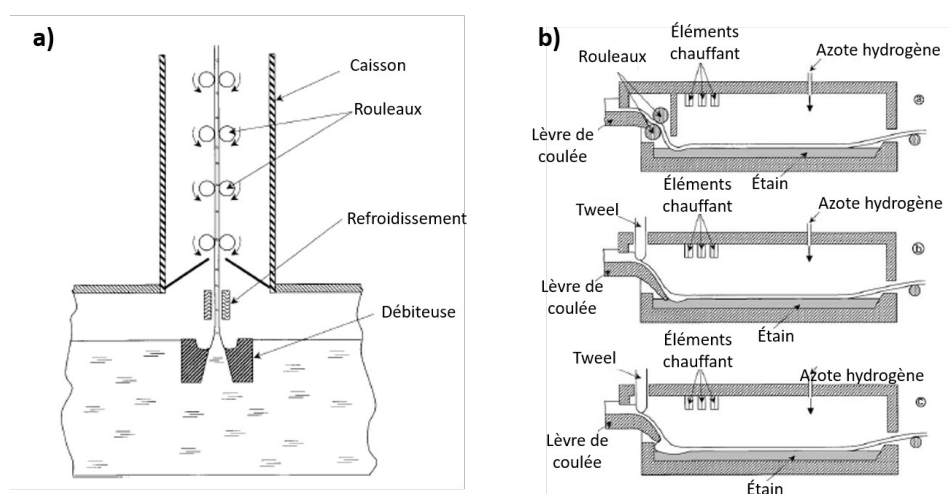 a)
Caisson
Rouleaux
Refroidissement
Débiteuse
b)
Éléments
chauffant
Rouleaux
Azote hydrogène
Lèvre de
coulée
Étain
a
Éléments
chauffant
Tweel
Azote hydrogène
Lèvre de
coulée
Étain
b
Éléments
chauffant
Tweel
Azote hydrogène
Lèvre de
coulée
Étain
c